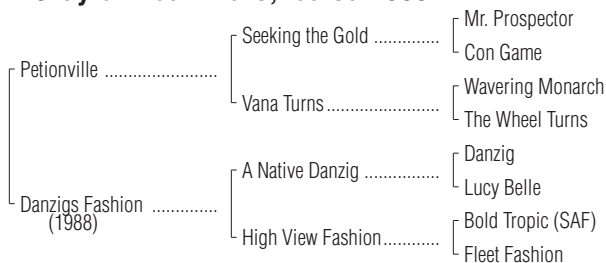 Mr. Prospector
Seeking the Gold .............
Con Game
Petionville ......................
Wavering Monarch
Vana Turns......................
The Wheel Turns
Danzig
A Native Danzig ...............
Lucy Belle
Danzigs Fashion .............
(1988)
Bold Tropic (SAF)
High View Fashion...........
Fleet Fashion